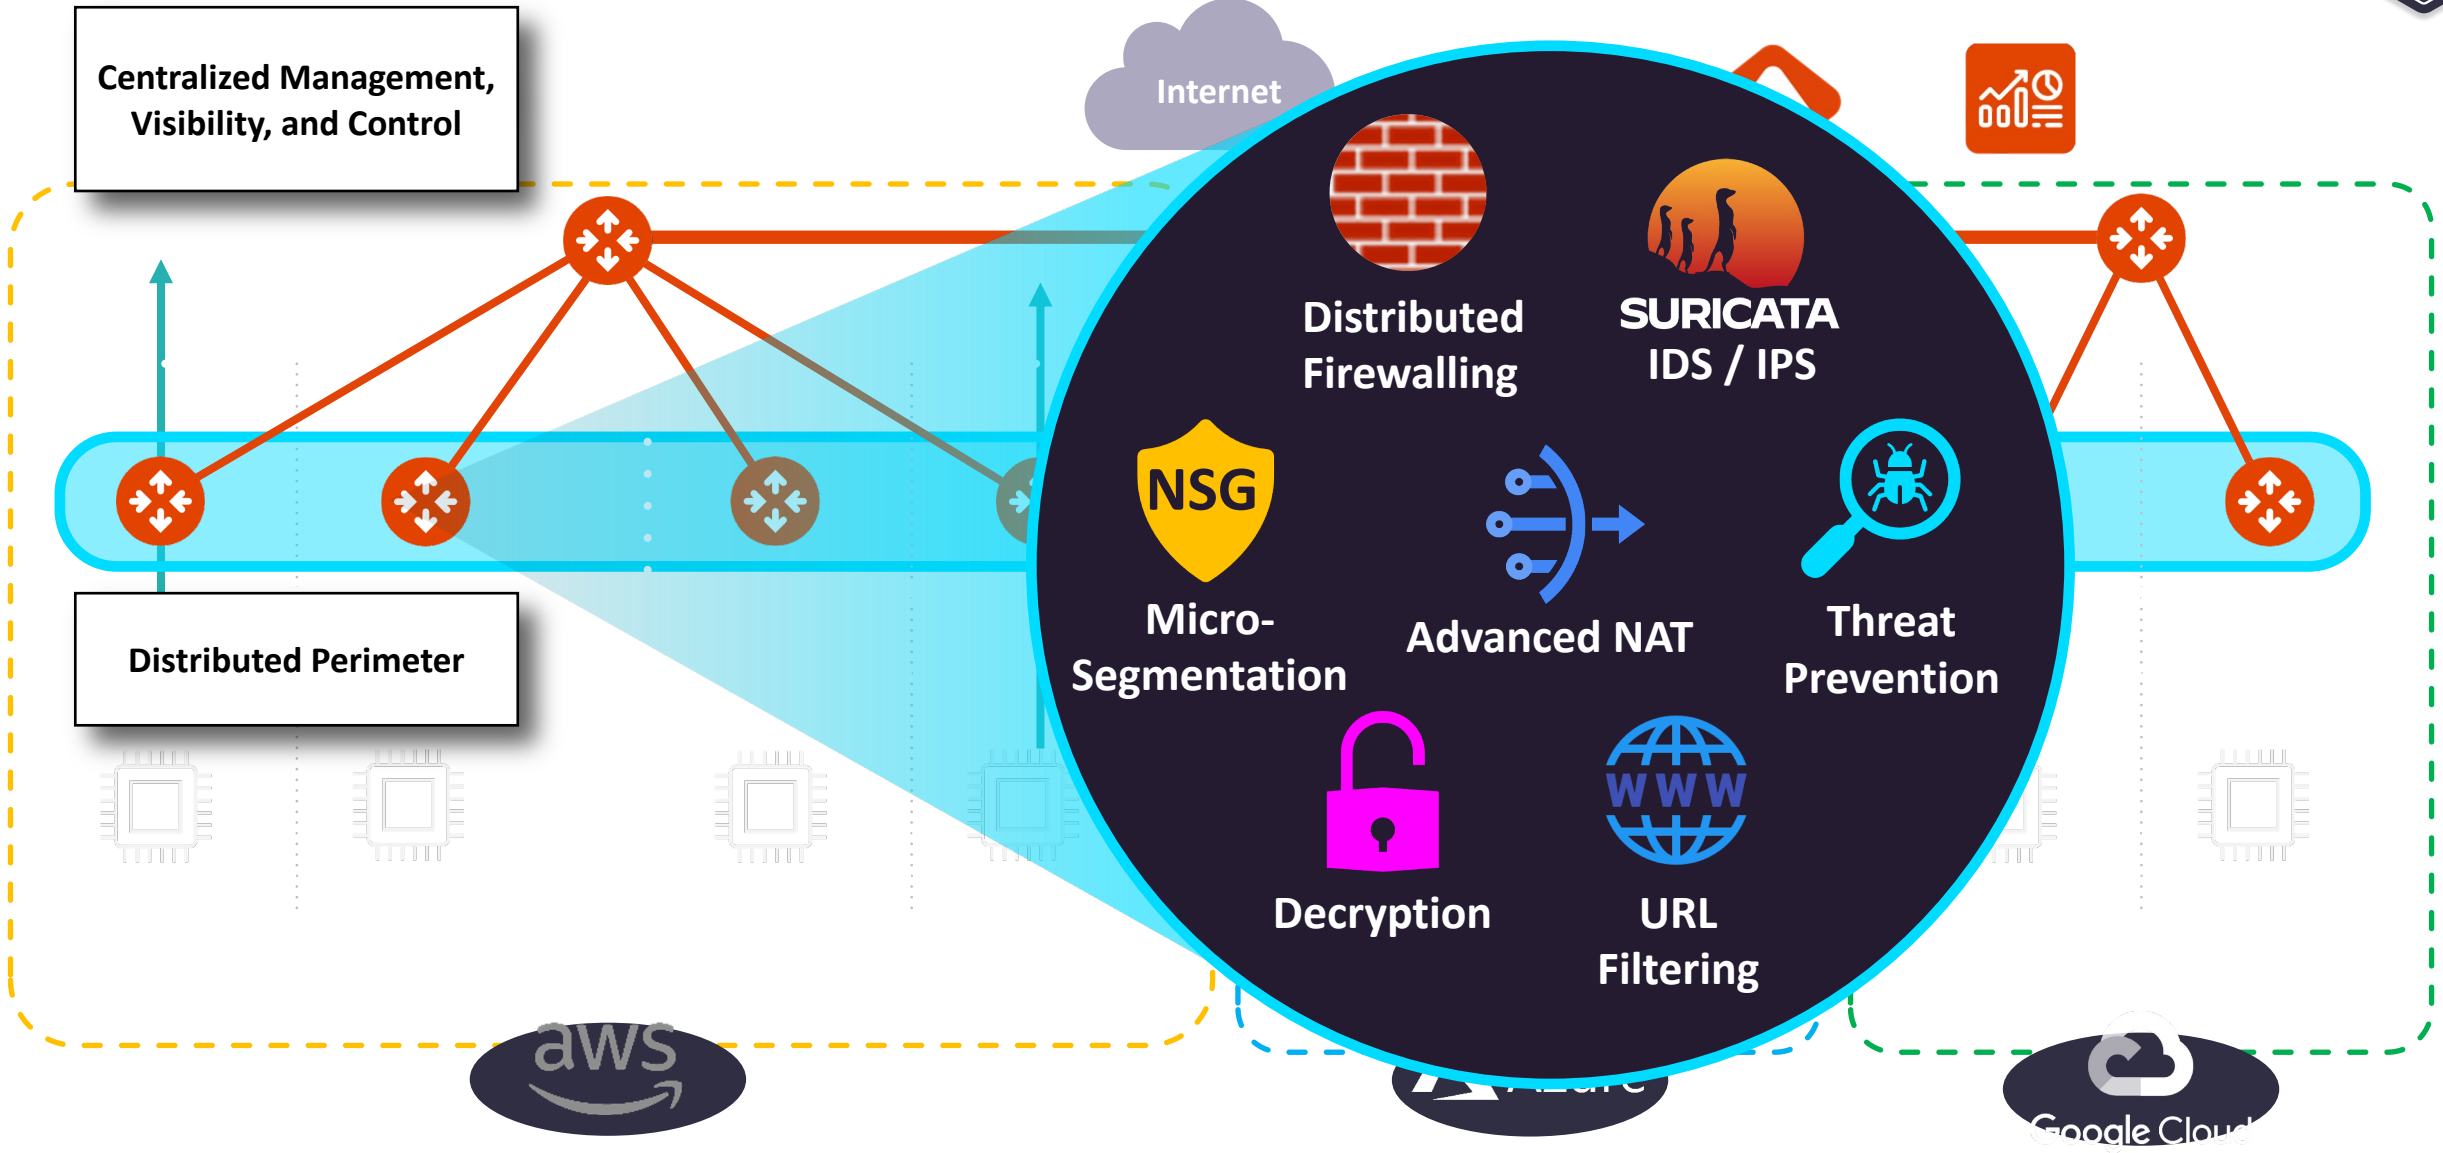 Centralized Management,
Visibility, and Control
Internet
Distributed
Firewalling
SURICATA
IDS / IPS
NSG
Micro-
Segmentation
Advanced NAT
Threat
Prevention
Distributed Perimeter
Decryption
WWW
URL
Filtering
aws
Azure
Google Cloud